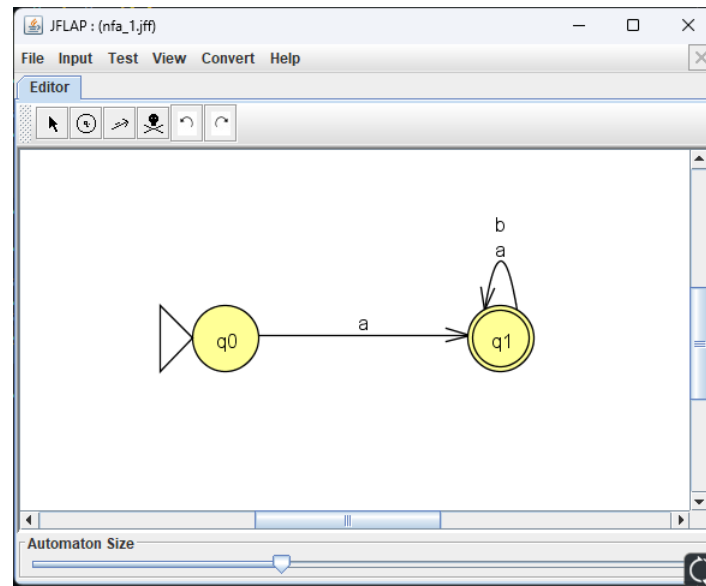 JFLAP : (nfa_1.jff)
File Input Test View Convert Help
Editor
b
a
a
q0
q1
Automaton Size